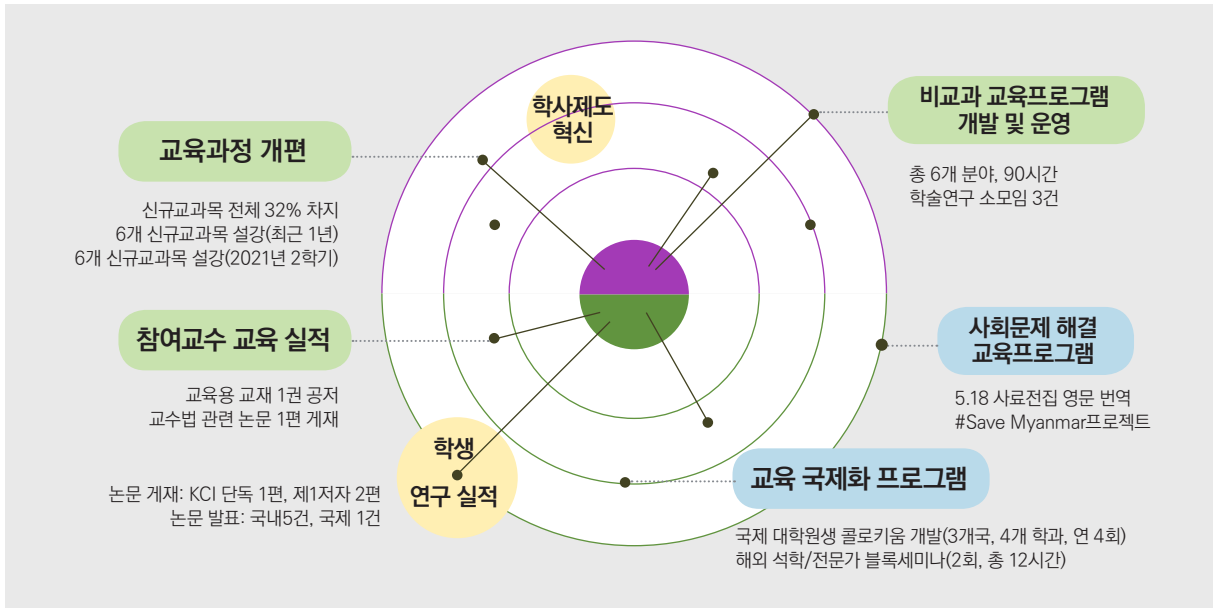 학사제도
혁신
교육과정 개편
신규교과목 전체 32% 차지
6개 신규교과목 설강(최근 1년)
6개 신규교과목 설강(2021년 2학기)
비교과 교육프로그램
개발 및 운영
총 6개 분야, 90시간
학술연구 소모임 3건
참여교수 교육 실적
교육용 교재 1권 공저
교수법 관련 논문 1편 게재
사회문제 해결
교육프로그램
5.18 사료전집 영문 번역
#Save Myanmar프로젝트
학생
연구 실적
논문 게재: KCI 단독 1편, 제1저자 2편
논문 발표: 국내5건, 국제 1건
교육 국제화 프로그램
국제 대학원생 콜로키움 개발(3개국, 4개 학과, 연 4회)
해외 석학/전문가 블록세미나(2회, 총 12시간)